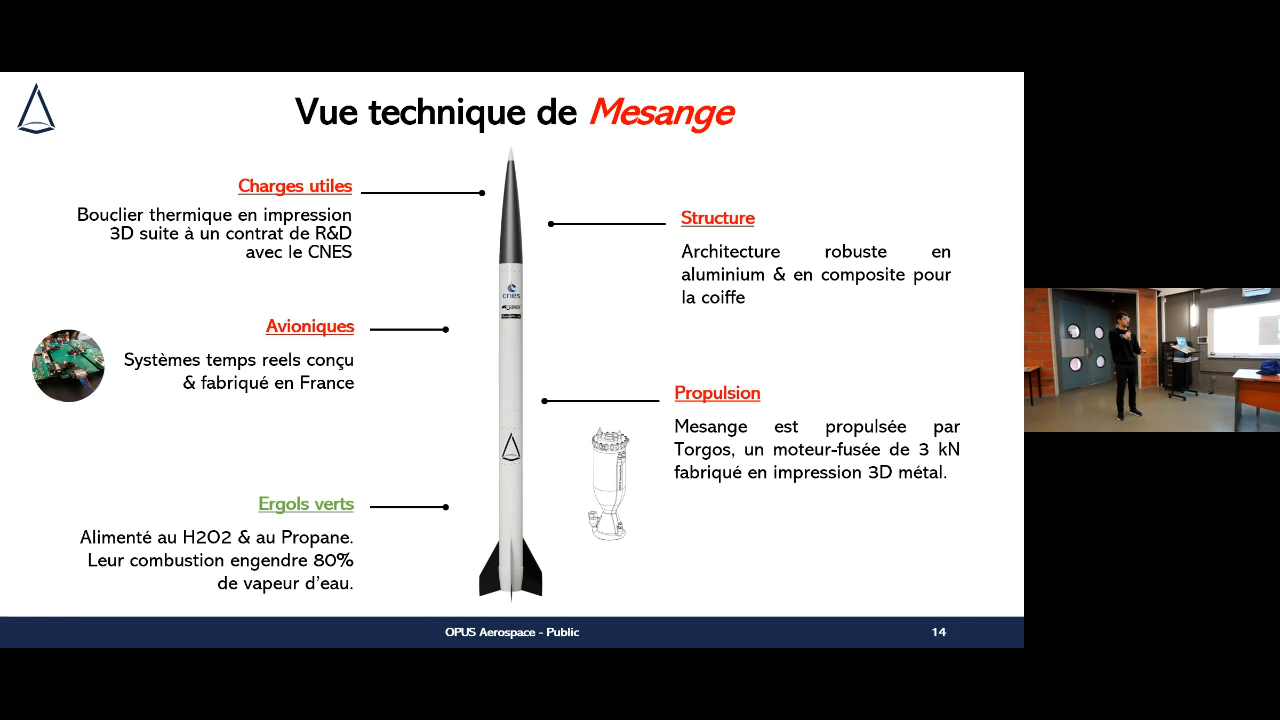 Vue technique de Mesange
Charges utiles
Bouclier thermique en impression
3D suite à un contrat de R&D
avec le CNES
Avioniques
Systèmes temps reels conçu
& fabriqué en France
Ergols verts
Alimenté au H2O2 & au Propane.
Leur combustion engendre 80%
de vapeur d'eau.
cnes
Structure
Architecture robuste en
aluminium & en composite pour
la coiffe
Propulsion
Mesange est propulsée par
Torgos, un moteur-fusée de 3 kN
fabriqué en impression 3D métal.
OPUS Aerospace - Public
14